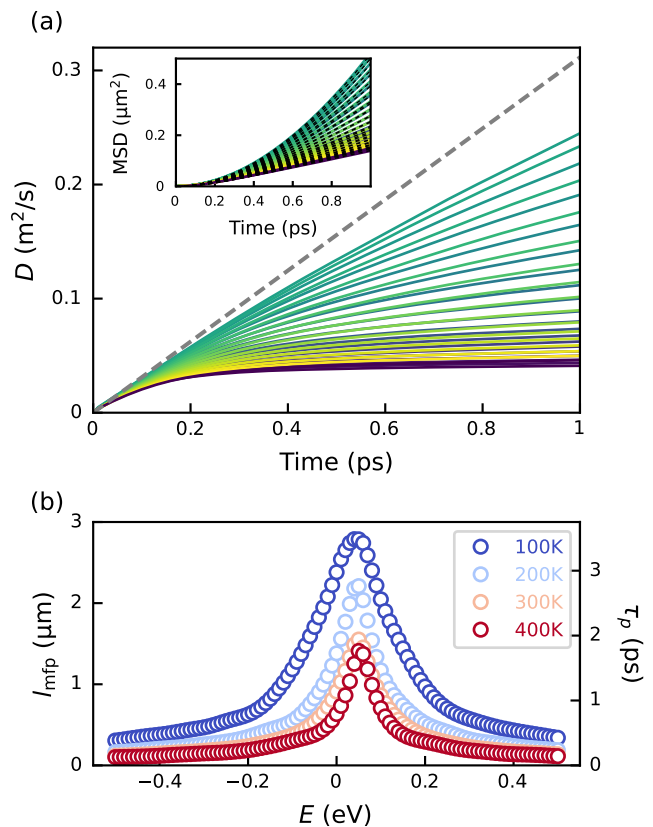 (a)
0.3
0.2
0.1
0
D (m²/s)
0.4
0.2
0
MSD (μm²)
0 0.2 0.4 0.6 0.8
Time (ps)
0 0.2 0.4 0.6 0.8 1
Time (ps)
(b)
3
2
1
0
l_mfp (μm)
100K
200K
300K
400K
3
2
1
0
τ_p (ps)
−0.4 −0.2 0 0.2 0.4
E (eV)